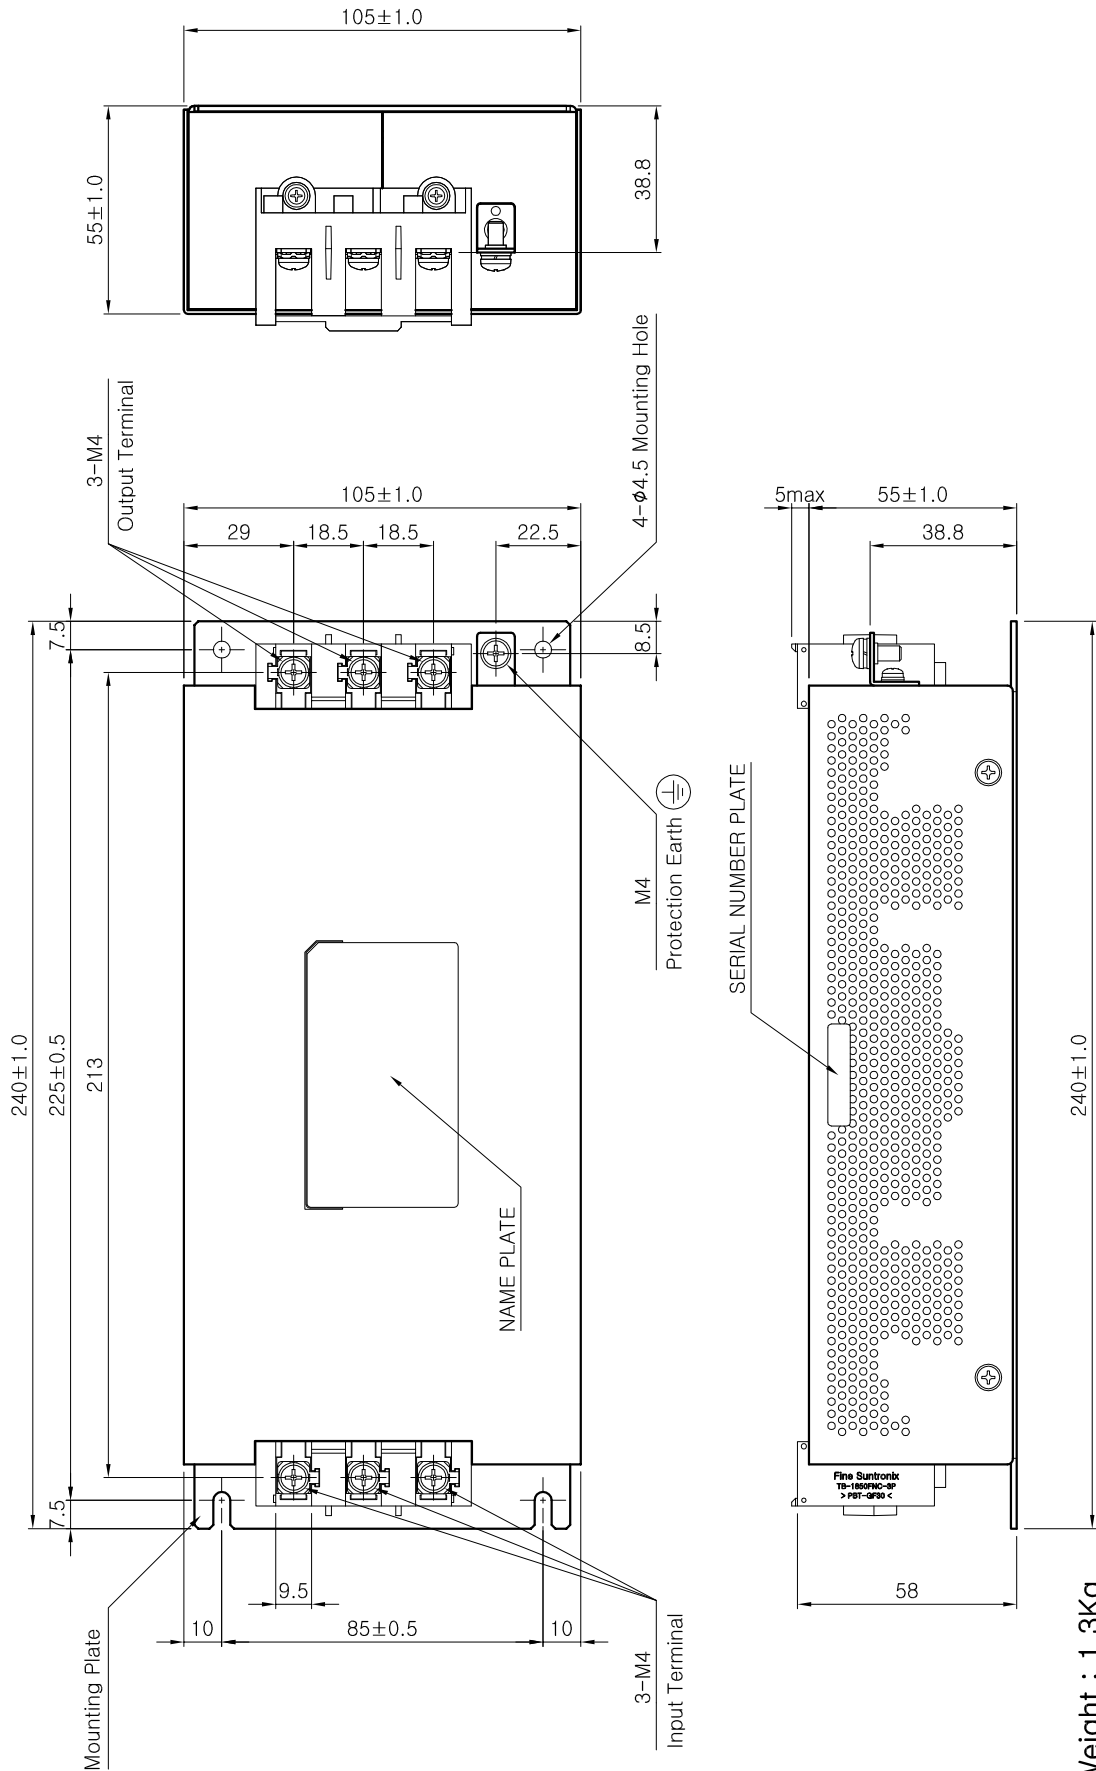 105±1.0
55±1.0
38.8
3-M4
Output Terminal
4-ϕ4.5 Mounting Hole
105±1.0
29
18.5
18.5
22.5
7.5
8.5
5max
55±1.0
38.8
240±1.0
225±0.5
213
M4
Protection Earth
SERIAL NUMBER PLATE
NAME PLATE
240±1.0
7.5
9.5
10
85±0.5
10
Mounting Plate
3-M4
Input Terminal
Fine Suntronix
TB-1650FNC-3P
> PBT-GF30 <
58
Weight : 1.3Kg